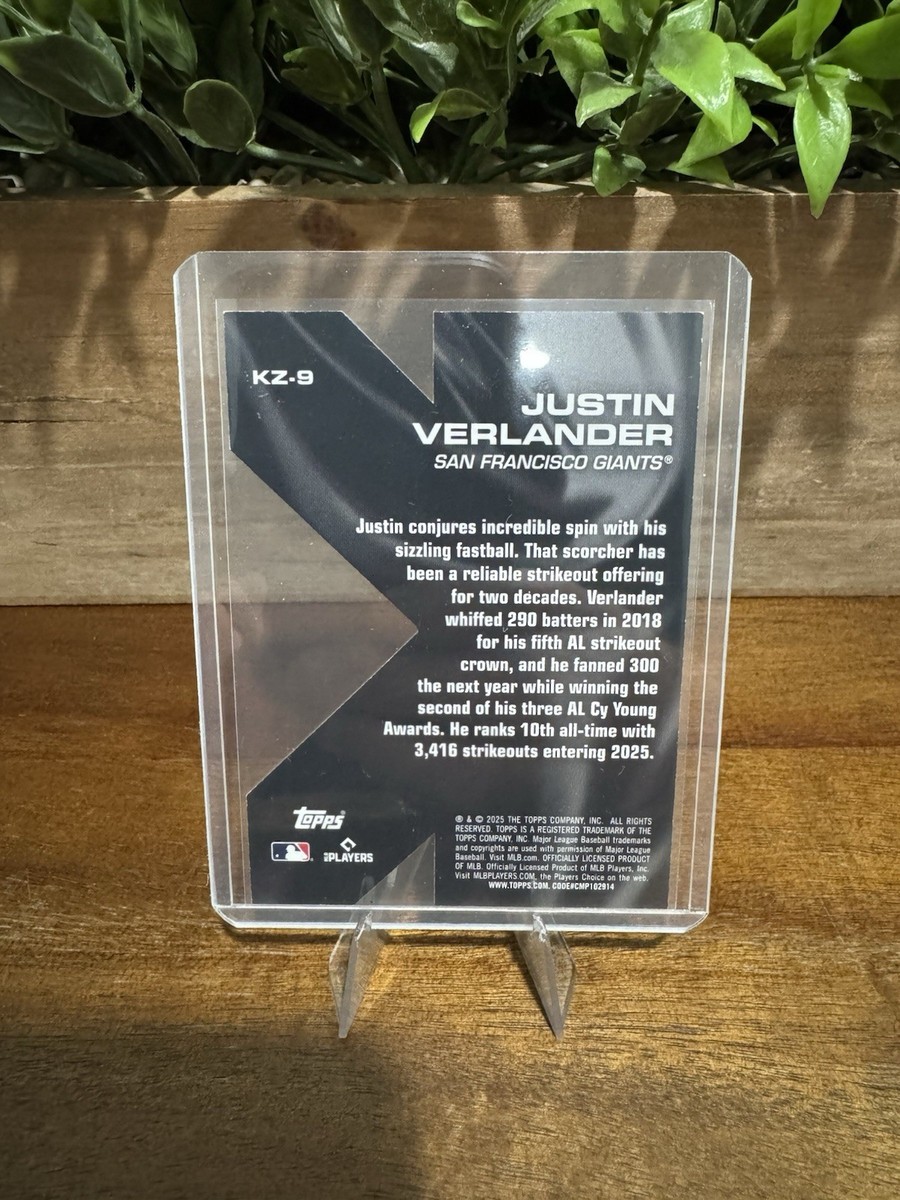 KZ-9
JUSTIN
VERLANDER
SAN FRANCISCO GIANTS®
Justin conjures incredible spin with his
sizzling fastball. That scorcher has
been a reliable strikeout offering
for two decades. Verlander
whiffed 290 batters in 2018
for his fifth AL strikeout
crown, and he fanned 300
the next year while winning the
second of his three AL Cy Young
Awards. He ranks 10th all-time with
3,416 strikeouts entering 2025.
Topps®
PLAYERS
® & © 2025 THE TOPPS COMPANY, INC. ALL RIGHTS
RESERVED. TOPPS IS A REGISTERED TRADEMARK OF THE
TOPPS COMPANY, INC. Major League Baseball trademarks
and copyrights are used with permission of Major League
Baseball. Visit MLB.com. OFFICIALLY LICENSED PRODUCT
OF MLB. Officially Licensed Product of MLB Players, Inc.
Visit MLBPLAYERS.COM, the Players Choice on the web.
WWW.TOPPS.COM. CODE#CMP102914